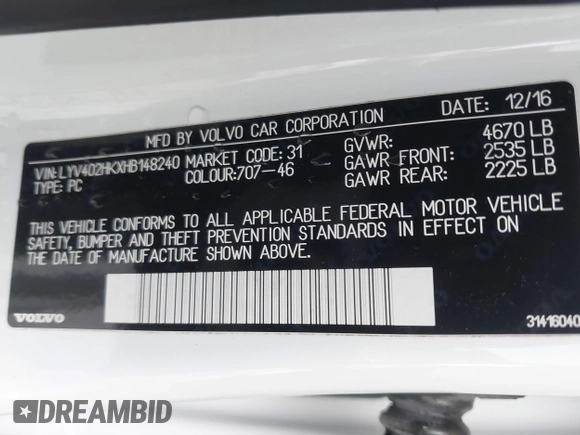 MFD BY VOLVO CAR CORPORATION DATE: 12/16
VIN: LYV402HKXHB148240 MARKET CODE: 31 GVWR: 4670 LB
TYPE: PC COLOUR:707-46 GAWR FRONT: 2535 LB
GAWR REAR: 2225 LB
THIS VEHICLE CONFORMS TO ALL APPLICABLE FEDERAL MOTOR VEHICLE
SAFETY, BUMPER AND THEFT PREVENTION STANDARDS IN EFFECT ON
THE DATE OF MANUFACTURE SHOWN ABOVE.
VOLVO 31416040
DREAMBID